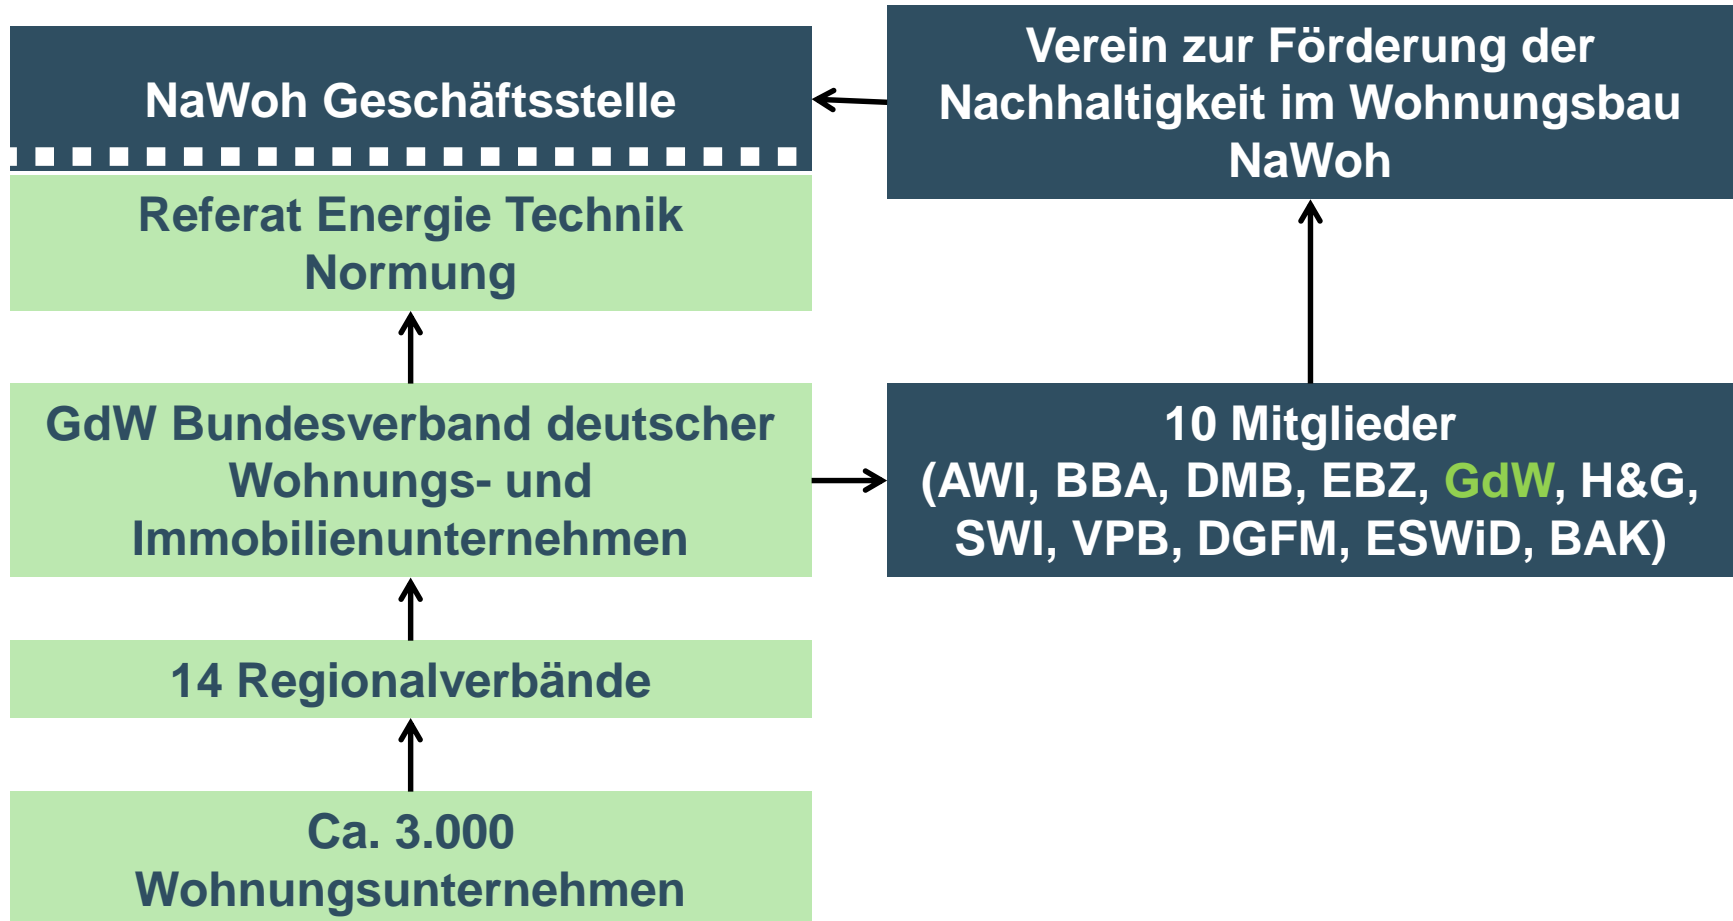 NaWoh Geschäftsstelle
Referat Energie Technik
Normung
GdW Bundesverband deutscher
Wohnungs- und
Immobilienunternehmen
14 Regionalverbände
Ca. 3.000
Wohnungsunternehmen
Verein zur Förderung der
Nachhaltigkeit im Wohnungsbau
NaWoh
10 Mitglieder
(AWI, BBA, DMB, EBZ, GdW, H&G,
SWI, VPB, DGFM, ESWiD, BAK)